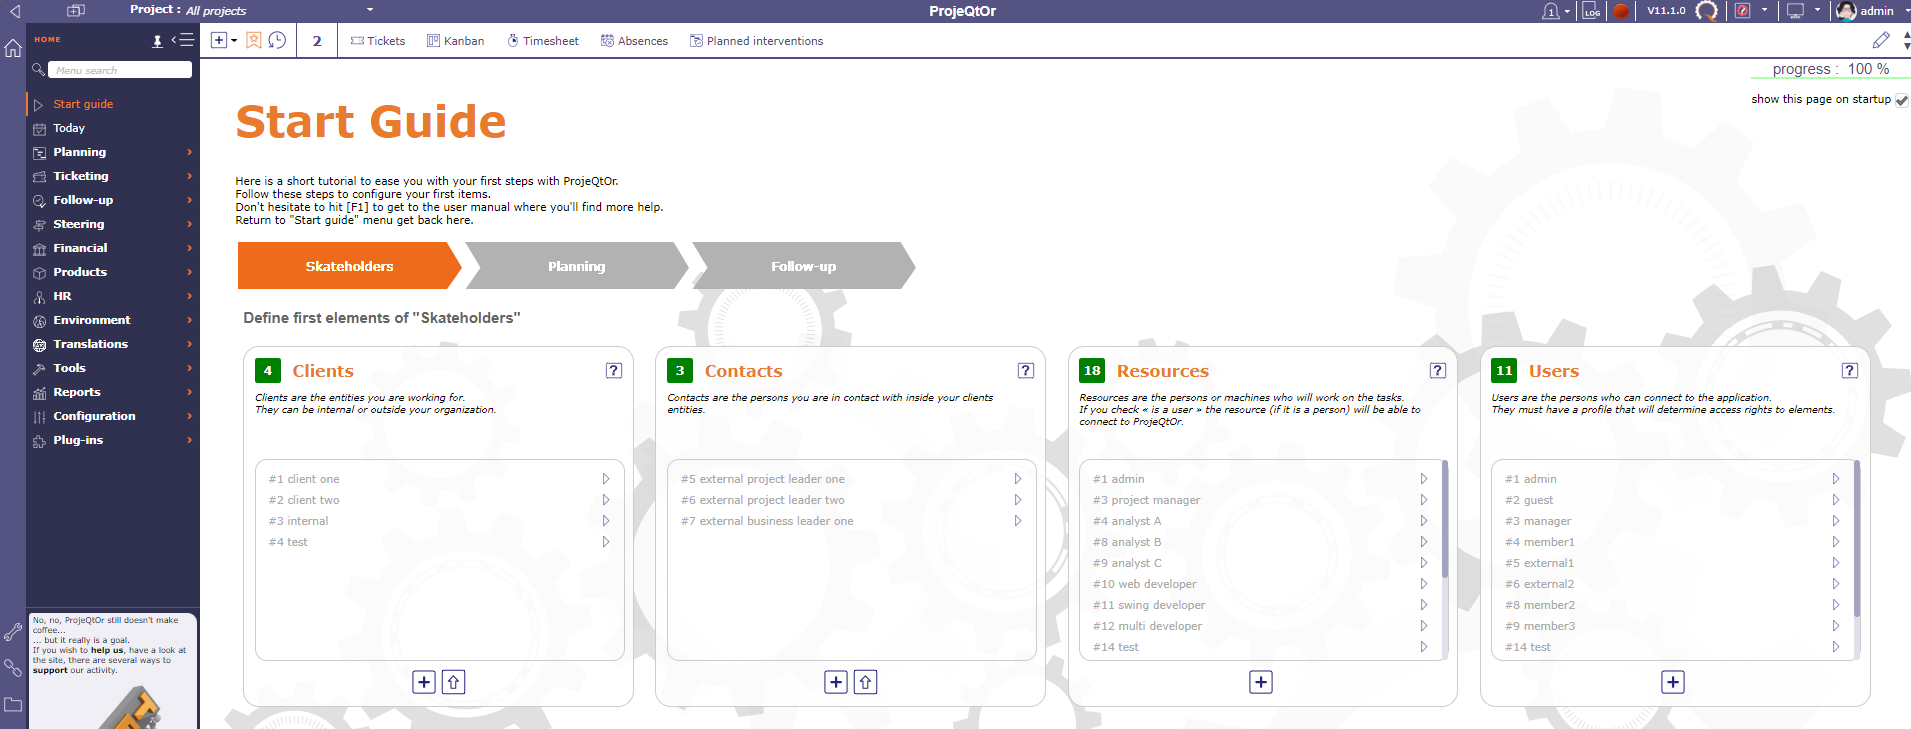 Project : All projects
ProjeQtOr
1
LOG
V11.1.0
admin
HOME
2
Tickets
Kanban
Timesheet
Absences
Planned interventions
Menu search
progress : 100 %
show this page on startup
Start guide
Today
Planning
Ticketing
Follow-up
Steering
Financial
Products
HR
Environment
Translations
Tools
Reports
Configuration
Plug-ins
No, no, ProjeQtOr still doesn't make
coffee...
... but it really is a goal.
If you wish to help us, have a look at
the site, there are several ways to
support our activity.
Start Guide
Here is a short tutorial to ease you with your first steps with ProjeQtOr.
Follow these steps to configure your first items.
Don't hesitate to hit [F1] to get to the user manual where you'll find more help.
Return to "Start guide" menu get back here.
Skateholders
Planning
Follow-up
Define first elements of "Skateholders"
4 Clients ?
Clients are the entities you are working for.
They can be internal or outside your organization.
#1 client one
#2 client two
#3 internal
#4 test
3 Contacts ?
Contacts are the persons you are in contact with inside your clients
entities.
#5 external project leader one
#6 external project leader two
#7 external business leader one
18 Resources ?
Resources are the persons or machines who will work on the tasks.
If you check « is a user » the resource (if it is a person) will be able to
connect to ProjeQtOr.
#1 admin
#3 project manager
#4 analyst A
#8 analyst B
#9 analyst C
#10 web developer
#11 swing developer
#12 multi developer
#14 test
11 Users ?
Users are the persons who can connect to the application.
They must have a profile that will determine access rights to elements.
#1 admin
#2 guest
#3 manager
#4 member1
#5 external1
#6 external2
#8 member2
#9 member3
#14 test